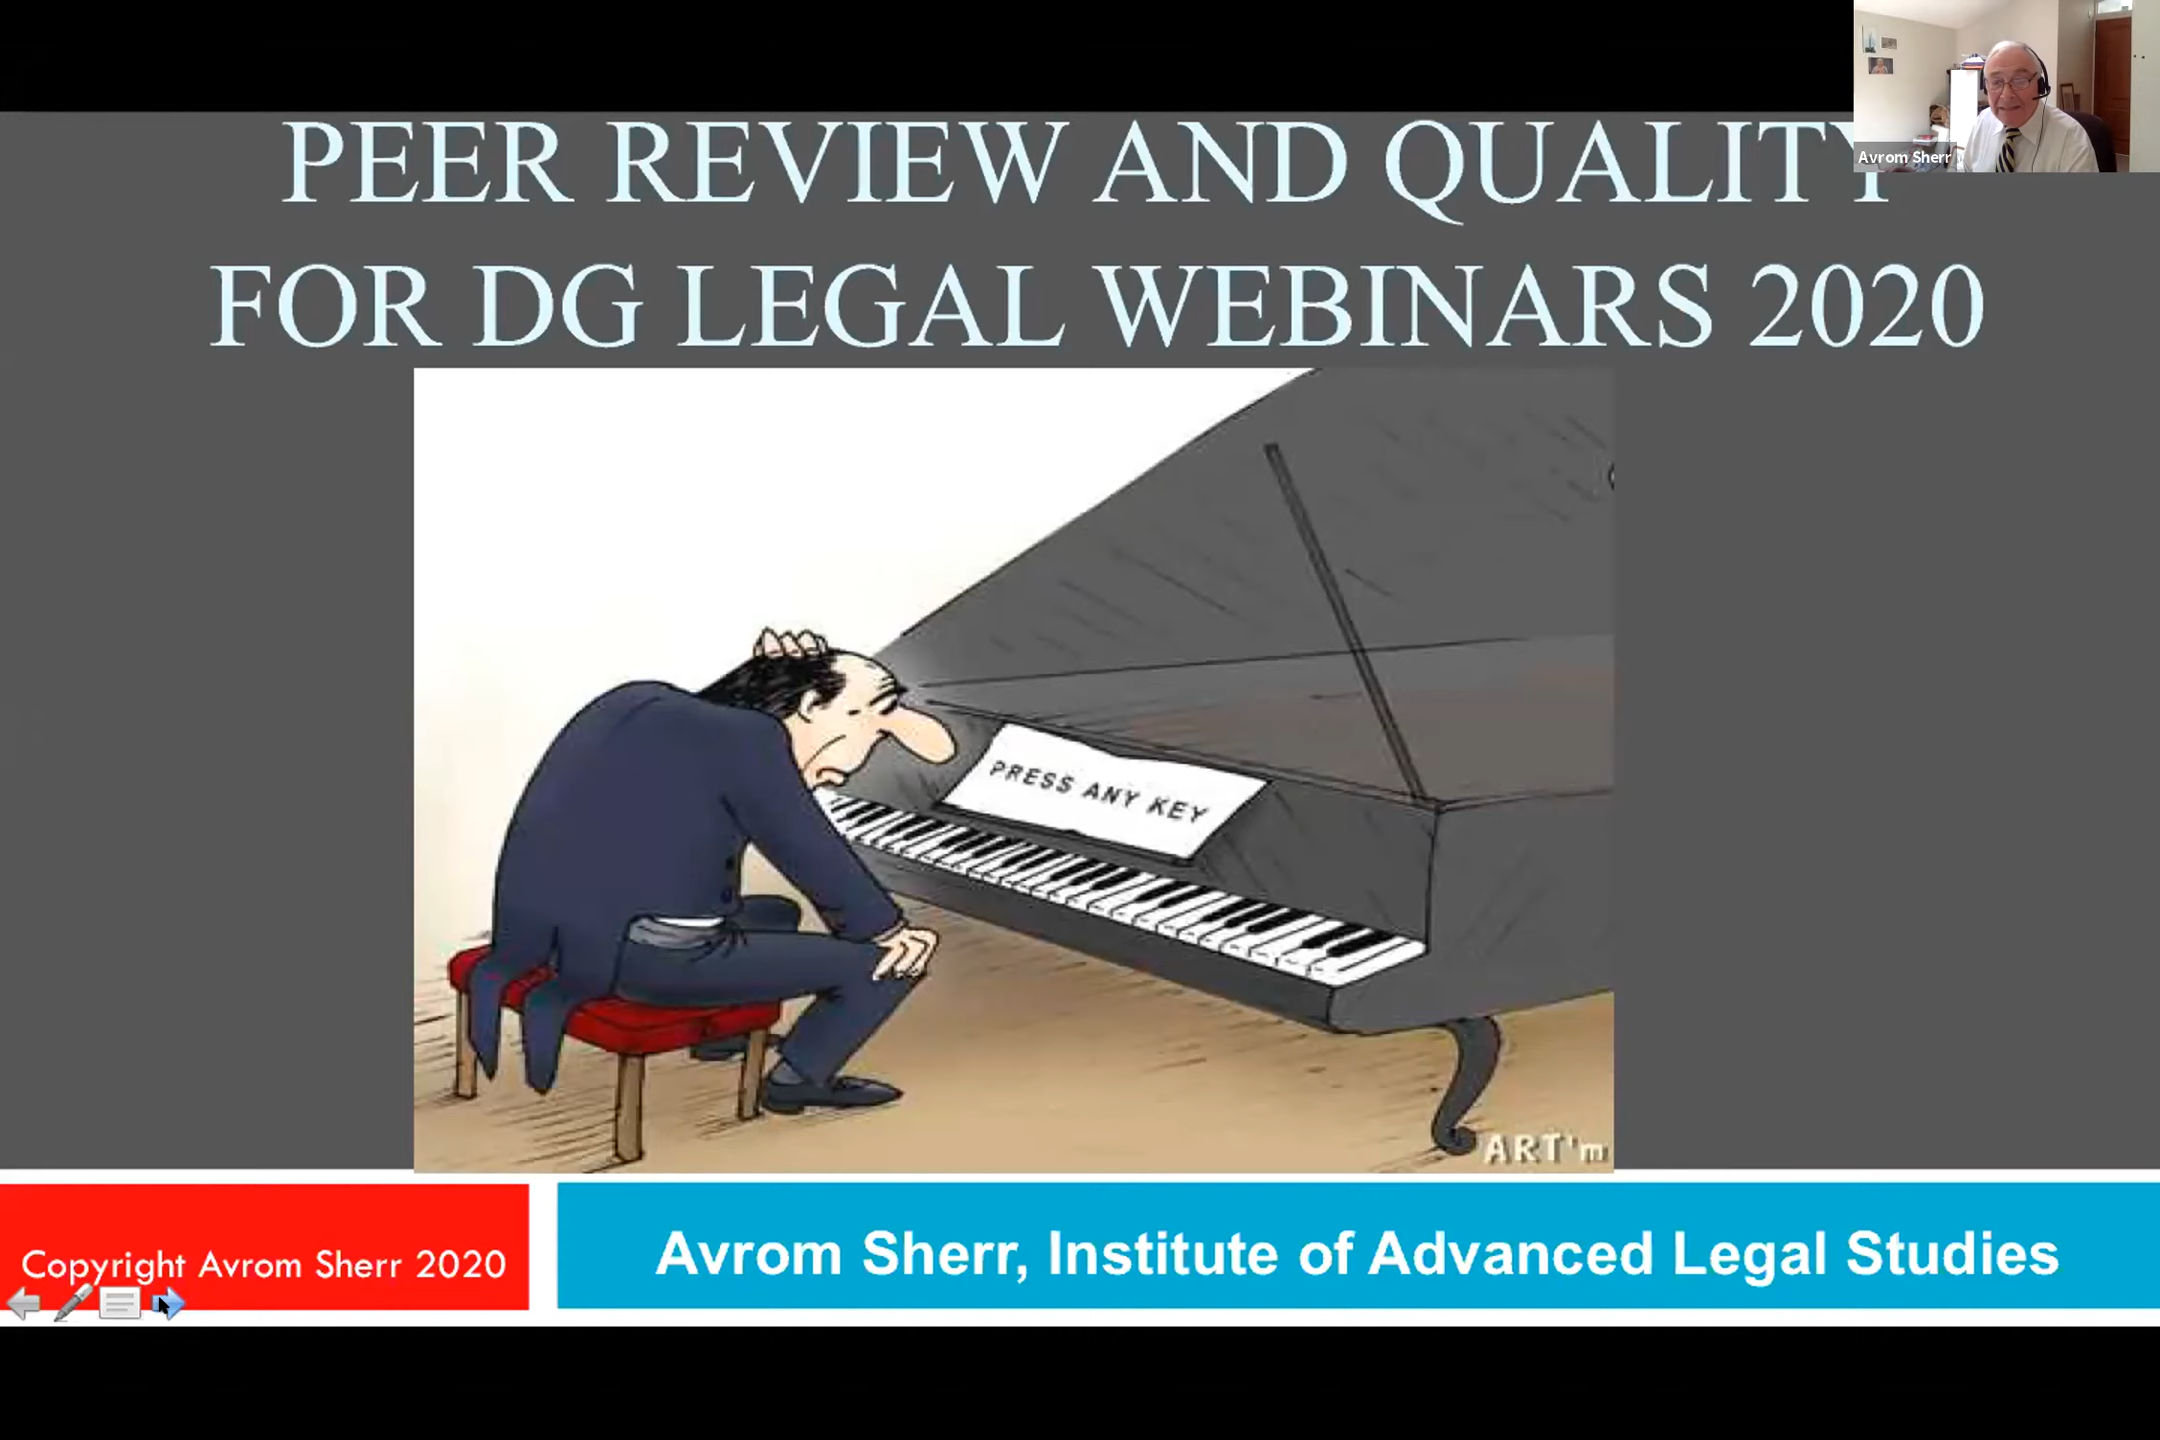 PEER REVIEW AND QUALITY
FOR DG LEGAL WEBINARS 2020
Avrom Sherr
PRESS ANY KEY
ART'm
Copyright Avrom Sherr 2020
Avrom Sherr, Institute of Advanced Legal Studies